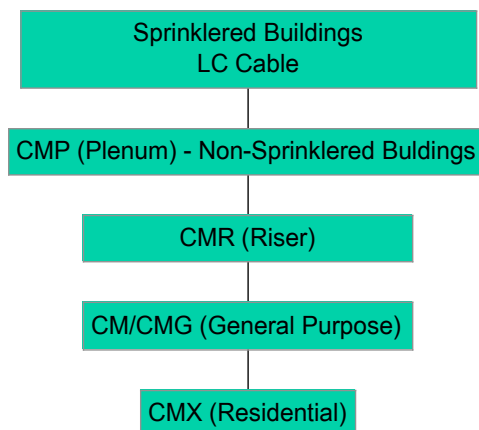 Sprinklered Buildings
LC Cable
CMP (Plenum) - Non-Sprinklered Buldings
CMR (Riser)
CM/CMG (General Purpose)
CMX (Residential)